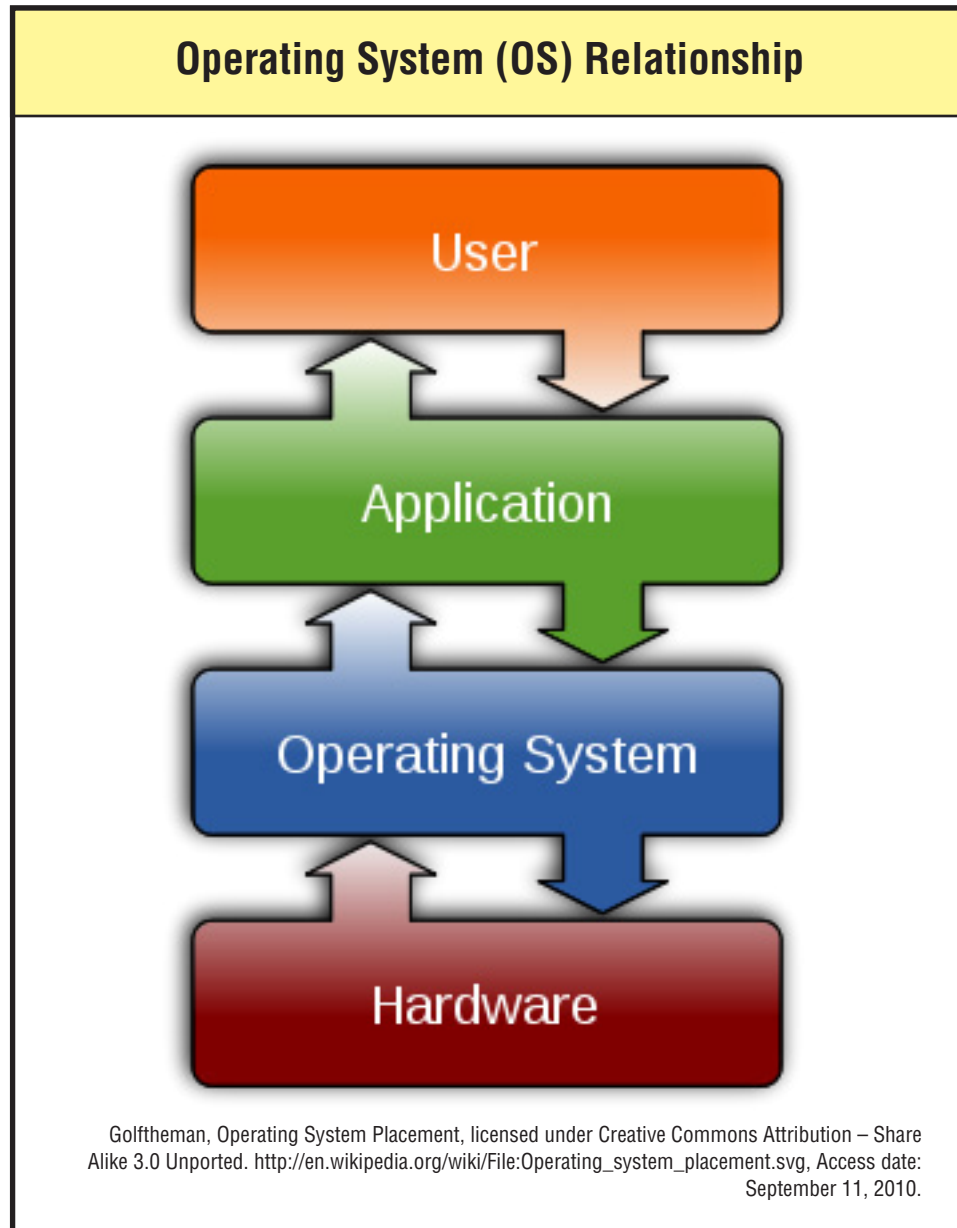 Operating System (OS) Relationship
User
Application
Operating System
Hardware
Golftheman, Operating System Placement, licensed under Creative Commons Attribution – Share
Alike 3.0 Unported. http://en.wikipedia.org/wiki/File:Operating_system_placement.svg, Access date:
September 11, 2010.